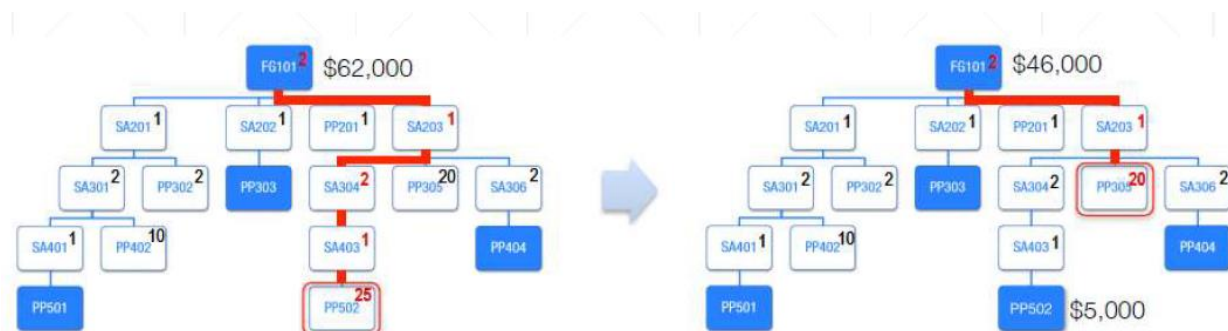 FG101 2 $62,000
SA201 1 SA202 1 PP201 1 SA203 1
SA301 2 PP302 2 PP303 SA304 2 PP305 20 SA306 2
SA401 1 PP402 10 SA403 1 PP404
PP501 PP502 25
FG101 2 $46,000
SA201 1 SA202 1 PP201 1 SA203 1
SA301 2 PP302 2 PP303 SA304 2 PP305 20 SA306 2
SA401 1 PP402 10 SA403 1 PP404
PP501 PP502 $5,000